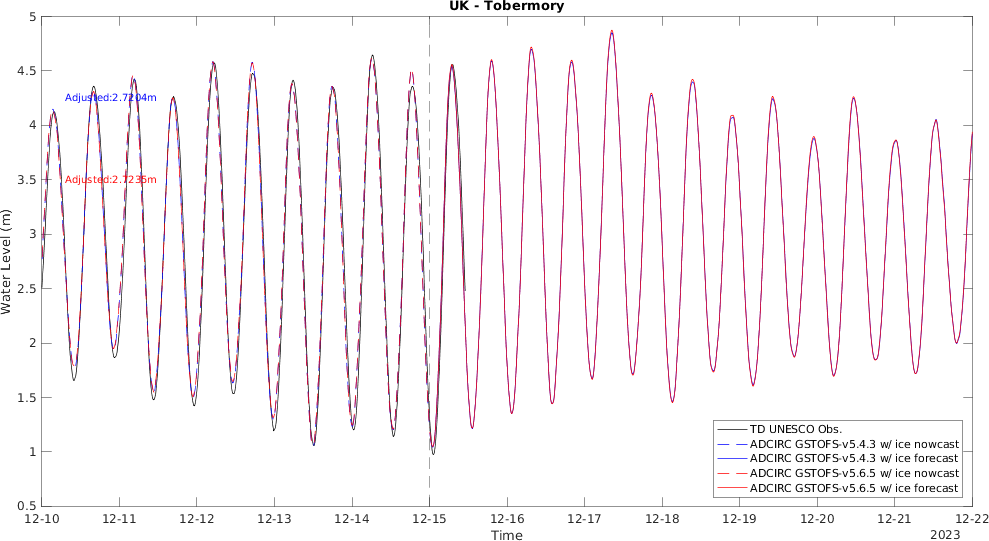 UK - Tobermory
5
4.5
4
3.5
3
2.5
2
1.5
1
0.5
Water Level (m)
Adjusted:2.7204m
Adjusted:2.7235m
TD UNESCO Obs.
ADCIRC GSTOFS-v5.4.3 w/ ice nowcast
ADCIRC GSTOFS-v5.4.3 w/ ice forecast
ADCIRC GSTOFS-v5.6.5 w/ ice nowcast
ADCIRC GSTOFS-v5.6.5 w/ ice forecast
12-10 12-11 12-12 12-13 12-14 12-15 12-16 12-17 12-18 12-19 12-20 12-21 12-22
Time
2023